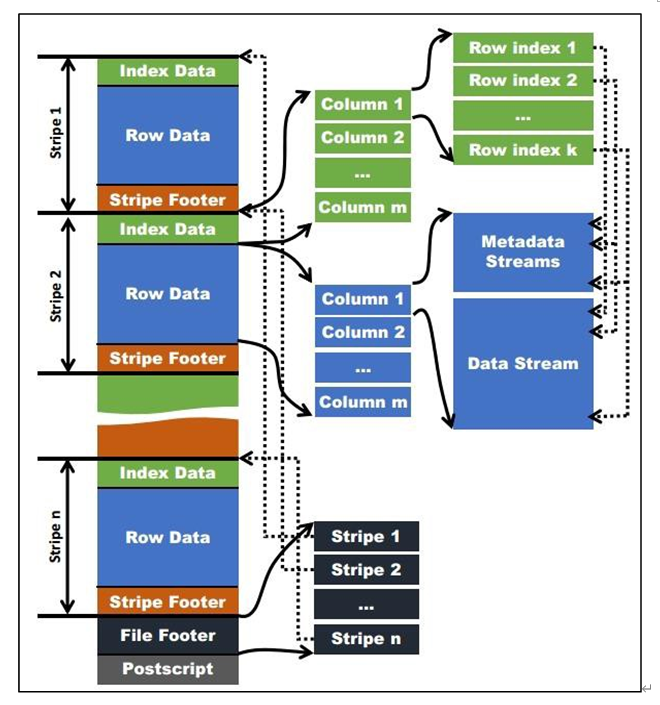 Stripe 1
Index Data
Row Data
Stripe Footer
Stripe 2
Index Data
Row Data
Stripe Footer
Stripe n
Index Data
Row Data
Stripe Footer
File Footer
Postscript
Column 1
Column 2
...
Column m
Column 1
Column 2
...
Column m
Stripe 1
Stripe 2
...
Stripe n
Row index 1
Row index 2
...
Row index k
Metadata
Streams
Data Stream